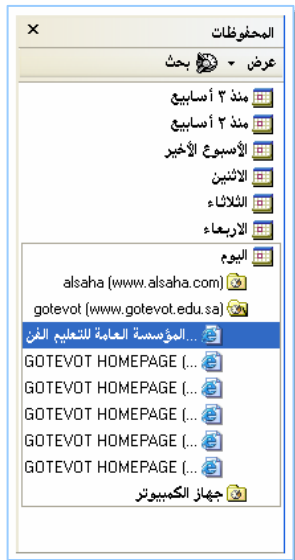 المحفوظات
عرض بحث
منذ ٣ أسابيع
منذ ٢ أسابيع
الأسبوع الأخير
الاثنين
الثلاثاء
الاربعاء
اليوم
alsaha (www.alsaha.com)
gotevot (www.gotevot.edu.sa)
المؤسسة العامة للتعليم الفن...
GOTEVOT HOMEPAGE (...
GOTEVOT HOMEPAGE (...
GOTEVOT HOMEPAGE (...
GOTEVOT HOMEPAGE (...
GOTEVOT HOMEPAGE (...
جهاز الكمبيوتر